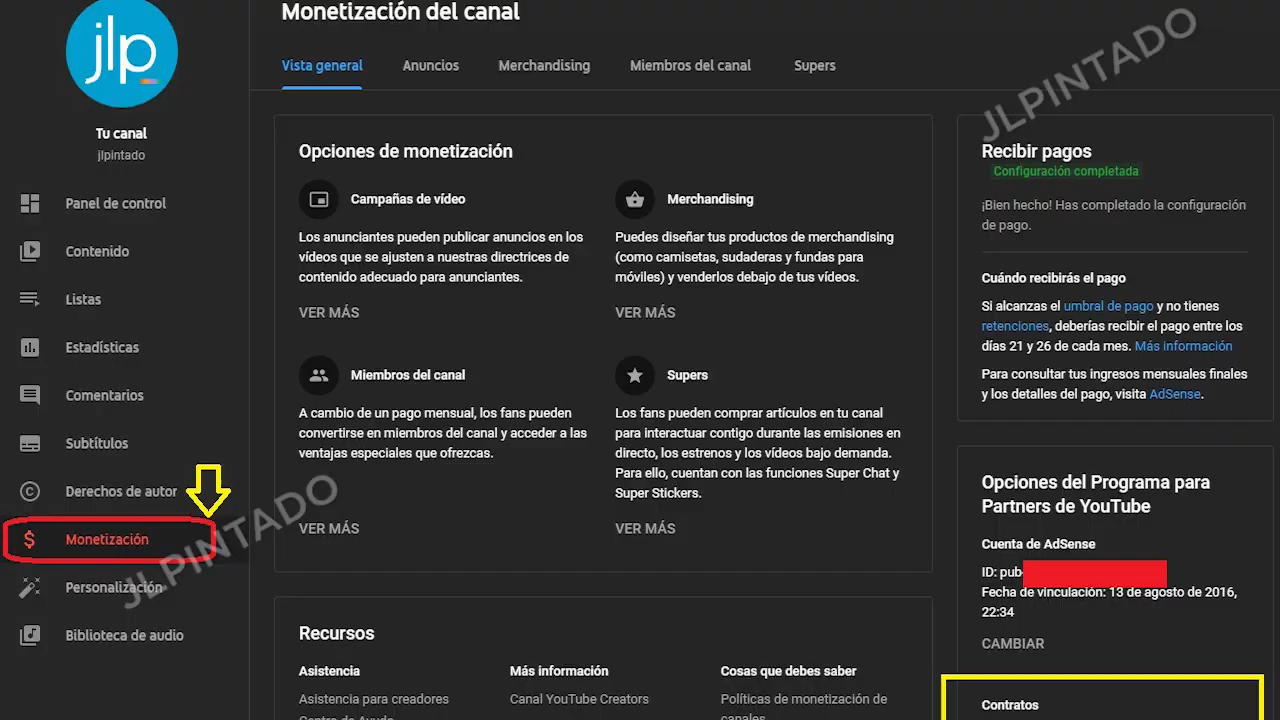 jlp
Tu canal
jlpintado
Panel de control
Contenido
Listas
Estadísticas
Comentarios
Subtítulos
Derechos de autor
Monetización
Personalización
Biblioteca de audio
Monetización del canal
Vista general
Anuncios
Merchandising
Miembros del canal
Supers
Opciones de monetización
Campañas de vídeo
Los anunciantes pueden publicar anuncios en los
vídeos que se ajusten a nuestras directrices de
contenido adecuado para anunciantes.
VER MÁS
Merchandising
Puedes diseñar tus productos de merchandising
(como camisetas, sudaderas y fundas para
móviles) y venderlos debajo de tus vídeos.
VER MÁS
Miembros del canal
A cambio de un pago mensual, los fans pueden
convertirse en miembros del canal y acceder a las
ventajas especiales que ofrezcas.
VER MÁS
Supers
Los fans pueden comprar artículos en tu canal
para interactuar contigo durante las emisiones en
directo, los estrenos y los vídeos bajo demanda.
Para ello, cuentan con las funciones Super Chat y
Super Stickers.
VER MÁS
Recursos
Asistencia
Asistencia para creadores
Centro de Ayuda
Más información
Canal YouTube Creators
Cosas que debes saber
Políticas de monetización de
canales
Recibir pagos
Configuración completada
¡Bien hecho! Has completado la configuración
de pago.
Cuándo recibirás el pago
Si alcanzas el umbral de pago y no tienes
retenciones, deberías recibir el pago entre los
días 21 y 26 de cada mes. Más información
Para consultar tus ingresos mensuales finales
y los detalles del pago, visita AdSense.
Opciones del Programa para
Partners de YouTube
Cuenta de AdSense
ID: pub-
Fecha de vinculación: 13 de agosto de 2016,
22:34
CAMBIAR
Contratos
JLPINTADO
JLPINTADO